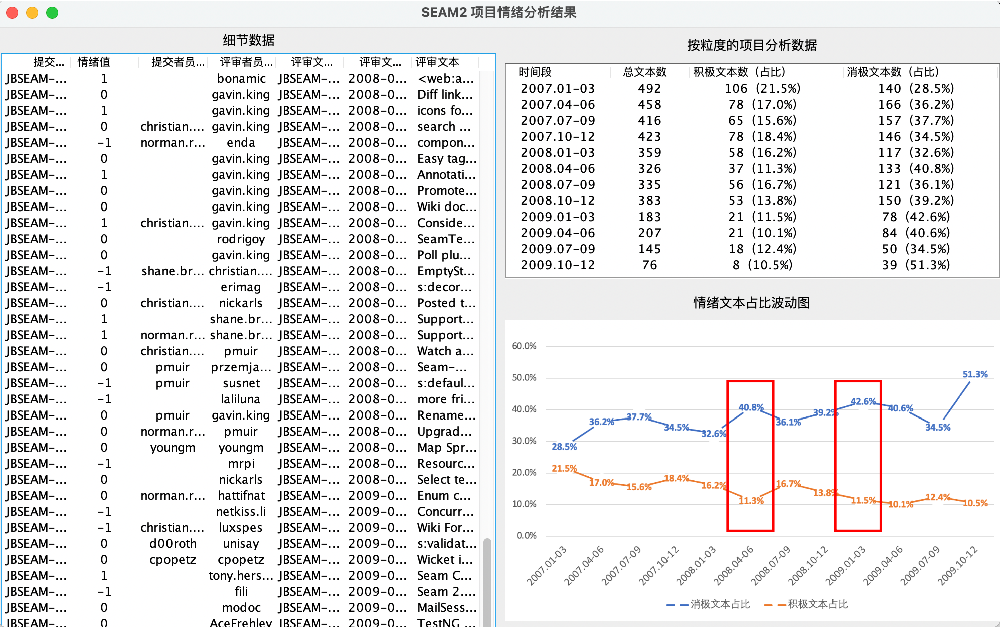 SEAM2 项目情绪分析结果
细节数据
提交... 情绪值 提交者员... 评审者员... 评审文... 评审文... 评审文本
JBSEAM-... 1 bonamic JBSEAM-... 2008-0... <web:a...
JBSEAM-... 0 gavin.king JBSEAM-... 2008-0... Diff link...
JBSEAM-... 1 gavin.king JBSEAM-... 2008-0... icons fo...
JBSEAM-... 0 christian.... gavin.king JBSEAM-... 2008-0... search ...
JBSEAM-... -1 norman.r... enda JBSEAM-... 2008-0... compon...
JBSEAM-... 0 gavin.king JBSEAM-... 2008-0... Easy tag...
JBSEAM-... 1 gavin.king JBSEAM-... 2008-0... Annotati...
JBSEAM-... 0 gavin.king JBSEAM-... 2008-0... Promote...
JBSEAM-... 0 gavin.king JBSEAM-... 2008-0... Wiki doc...
JBSEAM-... 1 christian.... gavin.king JBSEAM-... 2008-0... Conside...
JBSEAM-... 0 rodrigoy JBSEAM-... 2008-0... SeamTe...
JBSEAM-... 0 gavin.king JBSEAM-... 2008-0... Poll plu...
JBSEAM-... -1 shane.br... christian.... JBSEAM-... 2008-0... EmptySt...
JBSEAM-... -1 erimag JBSEAM-... 2008-0... s:decor...
JBSEAM-... 0 christian.... nickarls JBSEAM-... 2008-0... Posted t...
JBSEAM-... 1 shane.br... JBSEAM-... 2008-0... Support...
JBSEAM-... 1 norman.r... shane.br... JBSEAM-... 2008-0... Support...
JBSEAM-... 0 christian.... pmuir JBSEAM-... 2008-0... Watch a...
JBSEAM-... 0 pmuir przemja... JBSEAM-... 2008-0... Seam-...
JBSEAM-... -1 pmuir susnet JBSEAM-... 2008-0... s:defaul...
JBSEAM-... -1 laliluna JBSEAM-... 2008-0... more fri...
JBSEAM-... 0 pmuir gavin.king JBSEAM-... 2008-0... Rename...
JBSEAM-... 0 norman.r... pmuir JBSEAM-... 2008-0... Upgrad...
JBSEAM-... 0 youngm youngm JBSEAM-... 2008-0... Map Spr...
JBSEAM-... -1 mrpi JBSEAM-... 2008-0... Resourc...
JBSEAM-... 0 nickarls JBSEAM-... 2008-0... Select te...
JBSEAM-... 0 norman.r... hattifnat JBSEAM-... 2009-0... Enum c...
JBSEAM-... -1 netkiss.li JBSEAM-... 2009-0... Concurr...
JBSEAM-... -1 christian.... luxspes JBSEAM-... 2009-0... Wiki For...
JBSEAM-... 0 d00roth unisay JBSEAM-... 2009-0... s:validat...
JBSEAM-... 0 cpopetz cpopetz JBSEAM-... 2009-0... Wicket i...
JBSEAM-... 1 tony.hers... JBSEAM-... 2009-0... Seam C...
JBSEAM-... -1 fili JBSEAM-... 2009-0... Seam 2....
JBSEAM-... 0 modoc JBSEAM-... 2009-0... MailSess...
JBSEAM-... 0 AceFrehley JBSEAM-... 2009-0... TestNG ...
按粒度的项目分析数据
时间段 总文本数 积极文本数（占比） 消极文本数（占比）
2007.01-03 492 106 (21.5%) 140 (28.5%)
2007.04-06 458 78 (17.0%) 166 (36.2%)
2007.07-09 416 65 (15.6%) 157 (37.7%)
2007.10-12 423 78 (18.4%) 146 (34.5%)
2008.01-03 359 58 (16.2%) 117 (32.6%)
2008.04-06 326 37 (11.3%) 133 (40.8%)
2008.07-09 335 56 (16.7%) 121 (36.1%)
2008.10-12 383 53 (13.8%) 150 (39.2%)
2009.01-03 183 21 (11.5%) 78 (42.6%)
2009.04-06 207 21 (10.1%) 84 (40.6%)
2009.07-09 145 18 (12.4%) 50 (34.5%)
2009.10-12 76 8 (10.5%) 39 (51.3%)
情绪文本占比波动图
60.0%
50.0%
40.0%
30.0%
20.0%
10.0%
0.0%
28.5% 36.2% 37.7% 34.5% 32.6% 40.8% 36.1% 39.2% 42.6% 40.6% 34.5% 51.3%
21.5% 17.0% 15.6% 18.4% 16.2% 11.3% 16.7% 13.8% 11.5% 10.1% 12.4% 10.5%
2007.01-03 2007.04-06 2007.07-09 2007.10-12 2008.01-03 2008.04-06 2008.07-09 2008.10-12 2009.01-03 2009.04-06 2009.07-09 2009.10-12
消极文本占比 积极文本占比